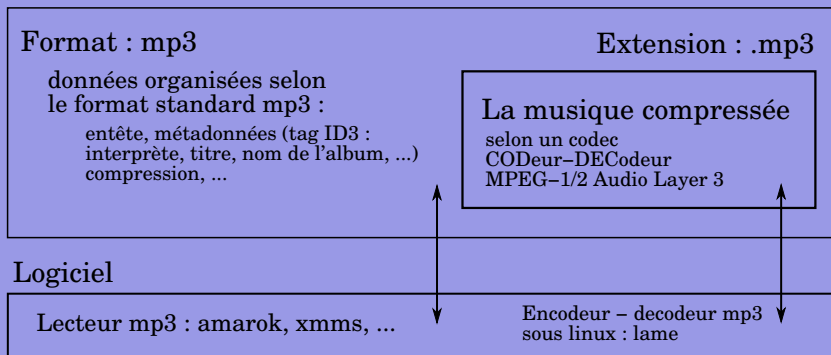 Format : mp3
Extension : .mp3
données organisées selon
le format standard mp3 :
entête, métadonnées (tag ID3 :
interprète, titre, nom de l'album, ...)
compression, ...
La musique compressée
selon un codec
CODeur–DECodeur
MPEG–1/2 Audio Layer 3
Logiciel
Lecteur mp3 : amarok, xmms, ...
Encodeur – decodeur mp3
sous linux : lame